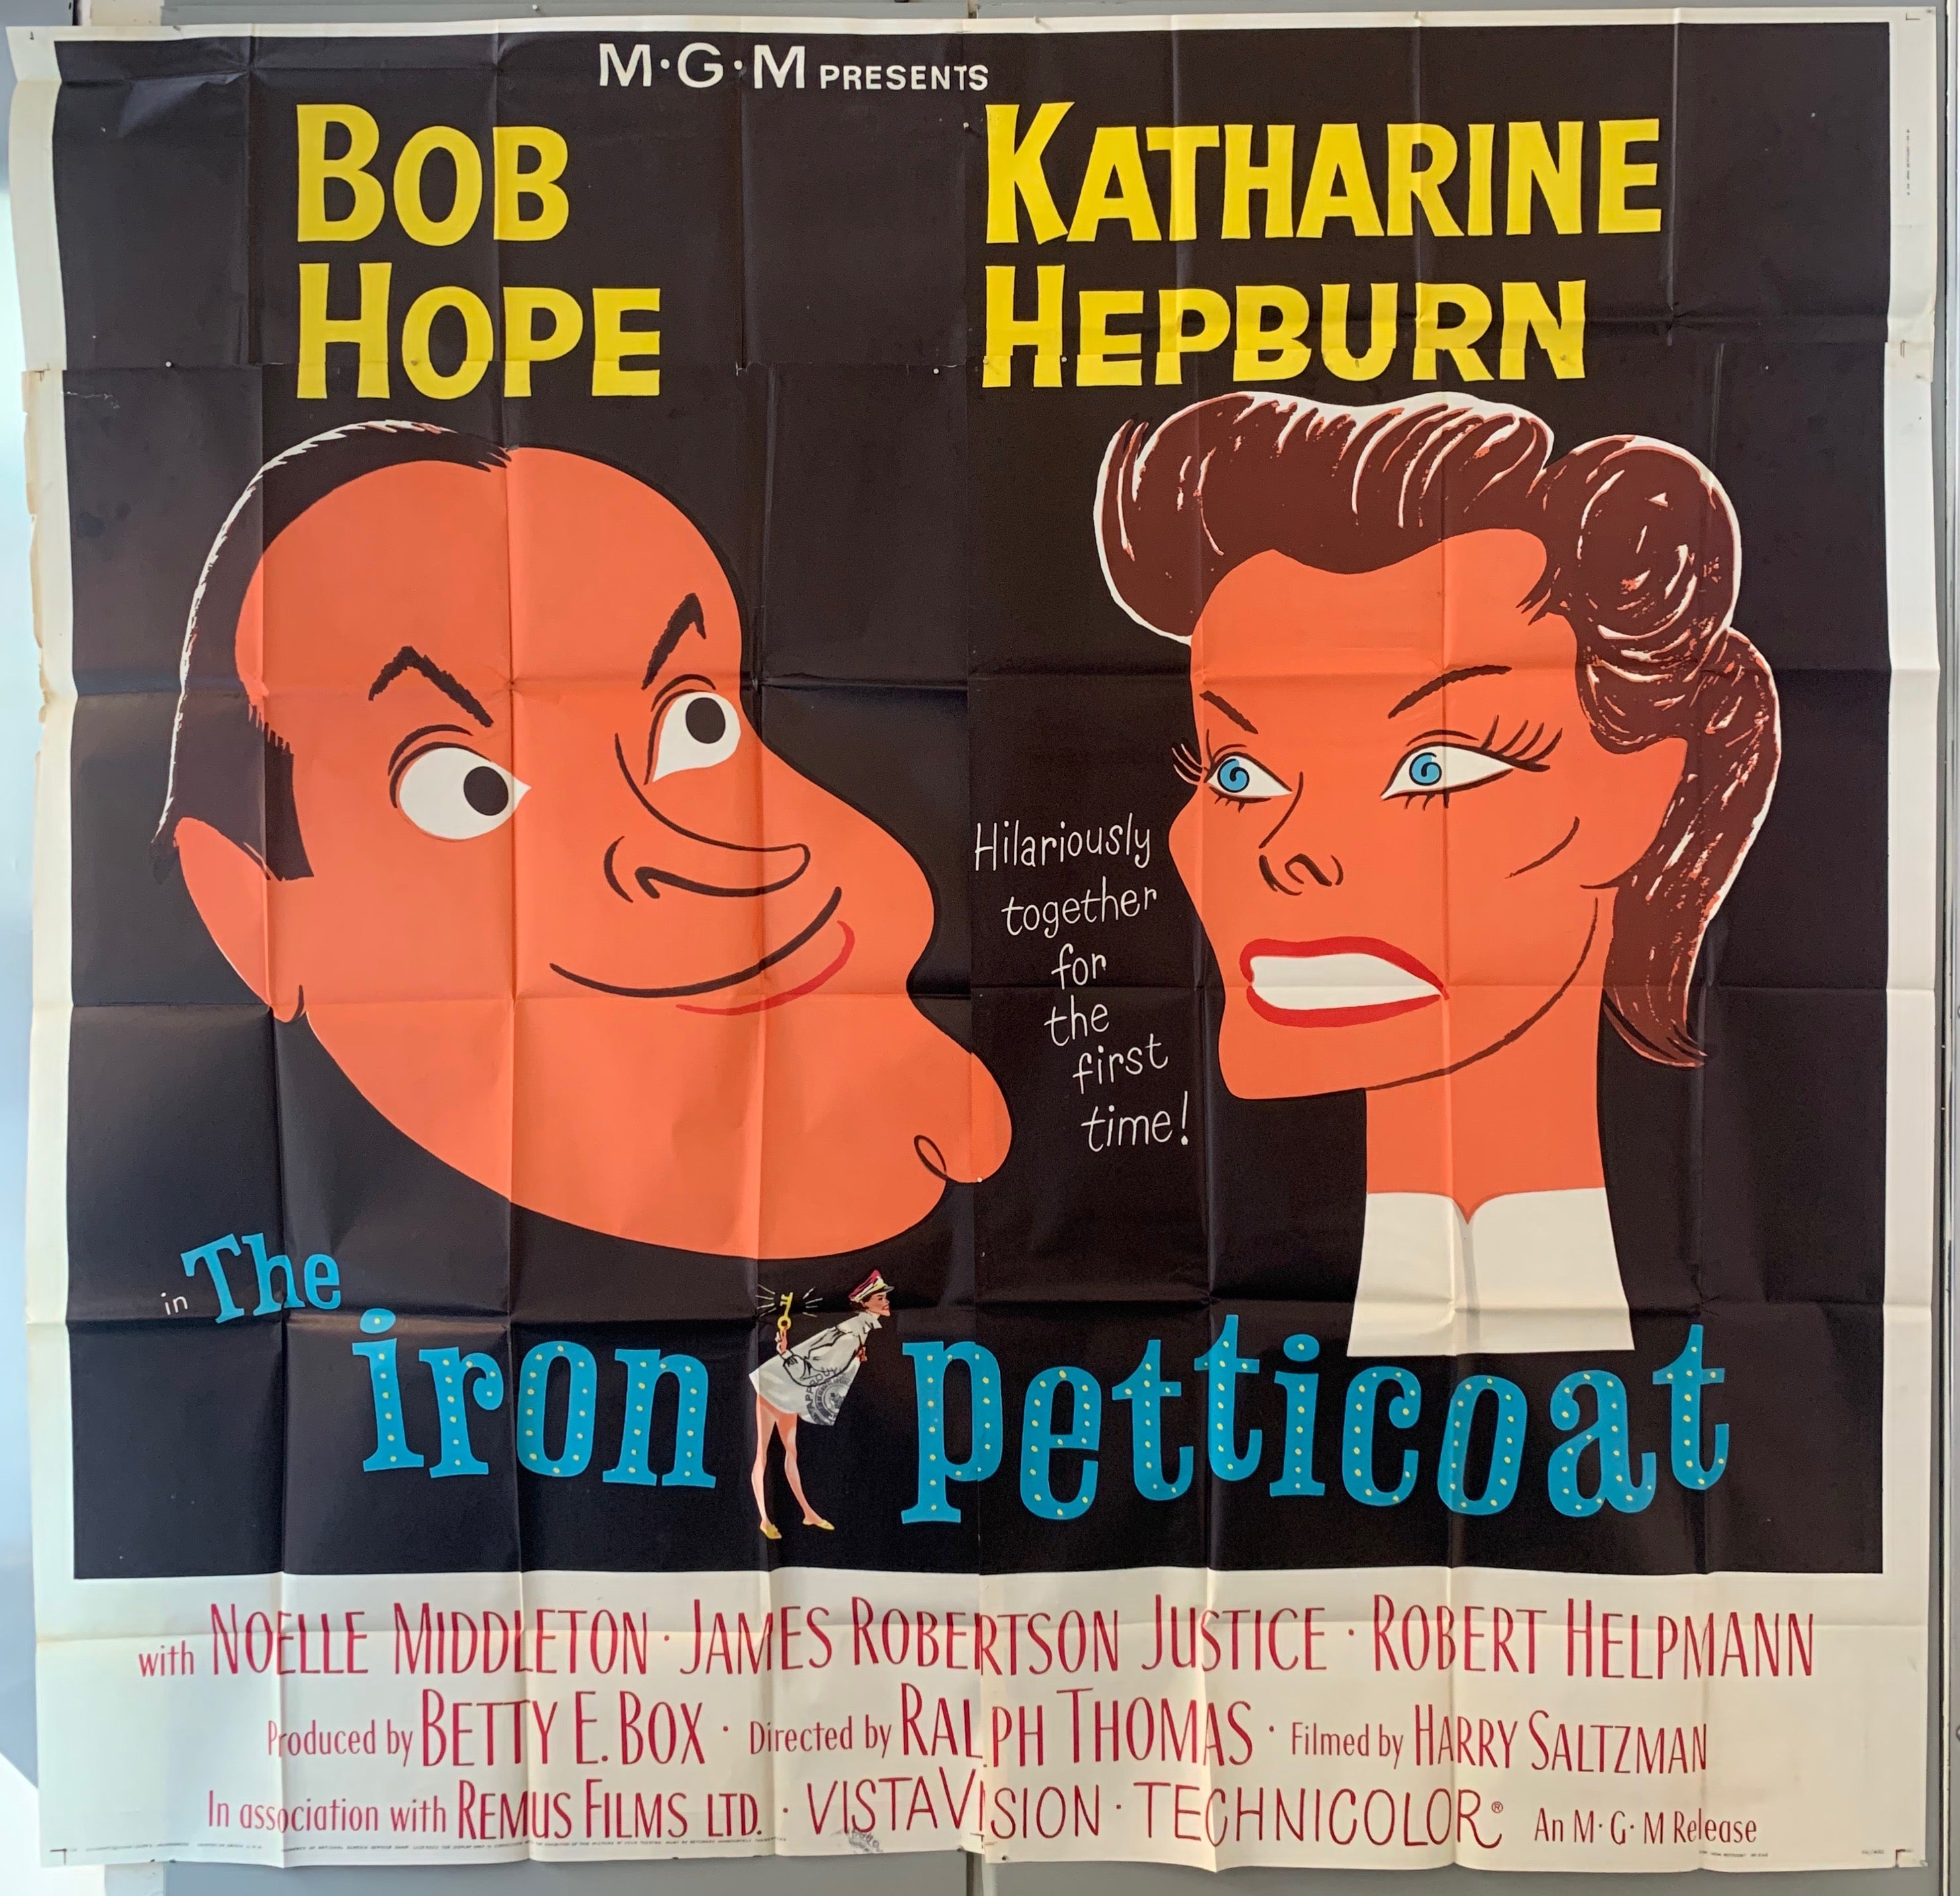 M·G·M PRESENTS
BOB HOPE
KATHARINE HEPBURN
Hilariously
together
for
the
first
time!
in The
iron petticoat
with NOELLE MIDDLETON · JAMES ROBERTSON JUSTICE · ROBERT HELPMANN
Produced by BETTY E. BOX · Directed by RALPH THOMAS · Filmed by HARRY SALTZMAN
In association with REMUS FILMS LTD. · VISTAVISION · TECHNICOLOR® An M·G·M Release